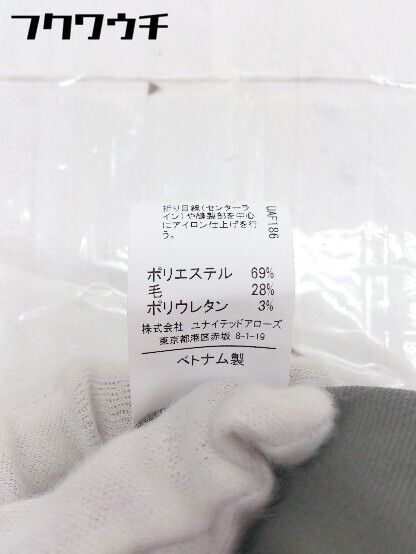 フクワウチ
折り目線(センターラ
イン)や縫製部を中心
にアイロン仕上げを行
う。
UAF186
ポリエステル 69%
毛 28%
ポリウレタン 3%
株式会社 ユナイテッドアローズ
東京都港区赤坂 8-1-19
ベトナム製